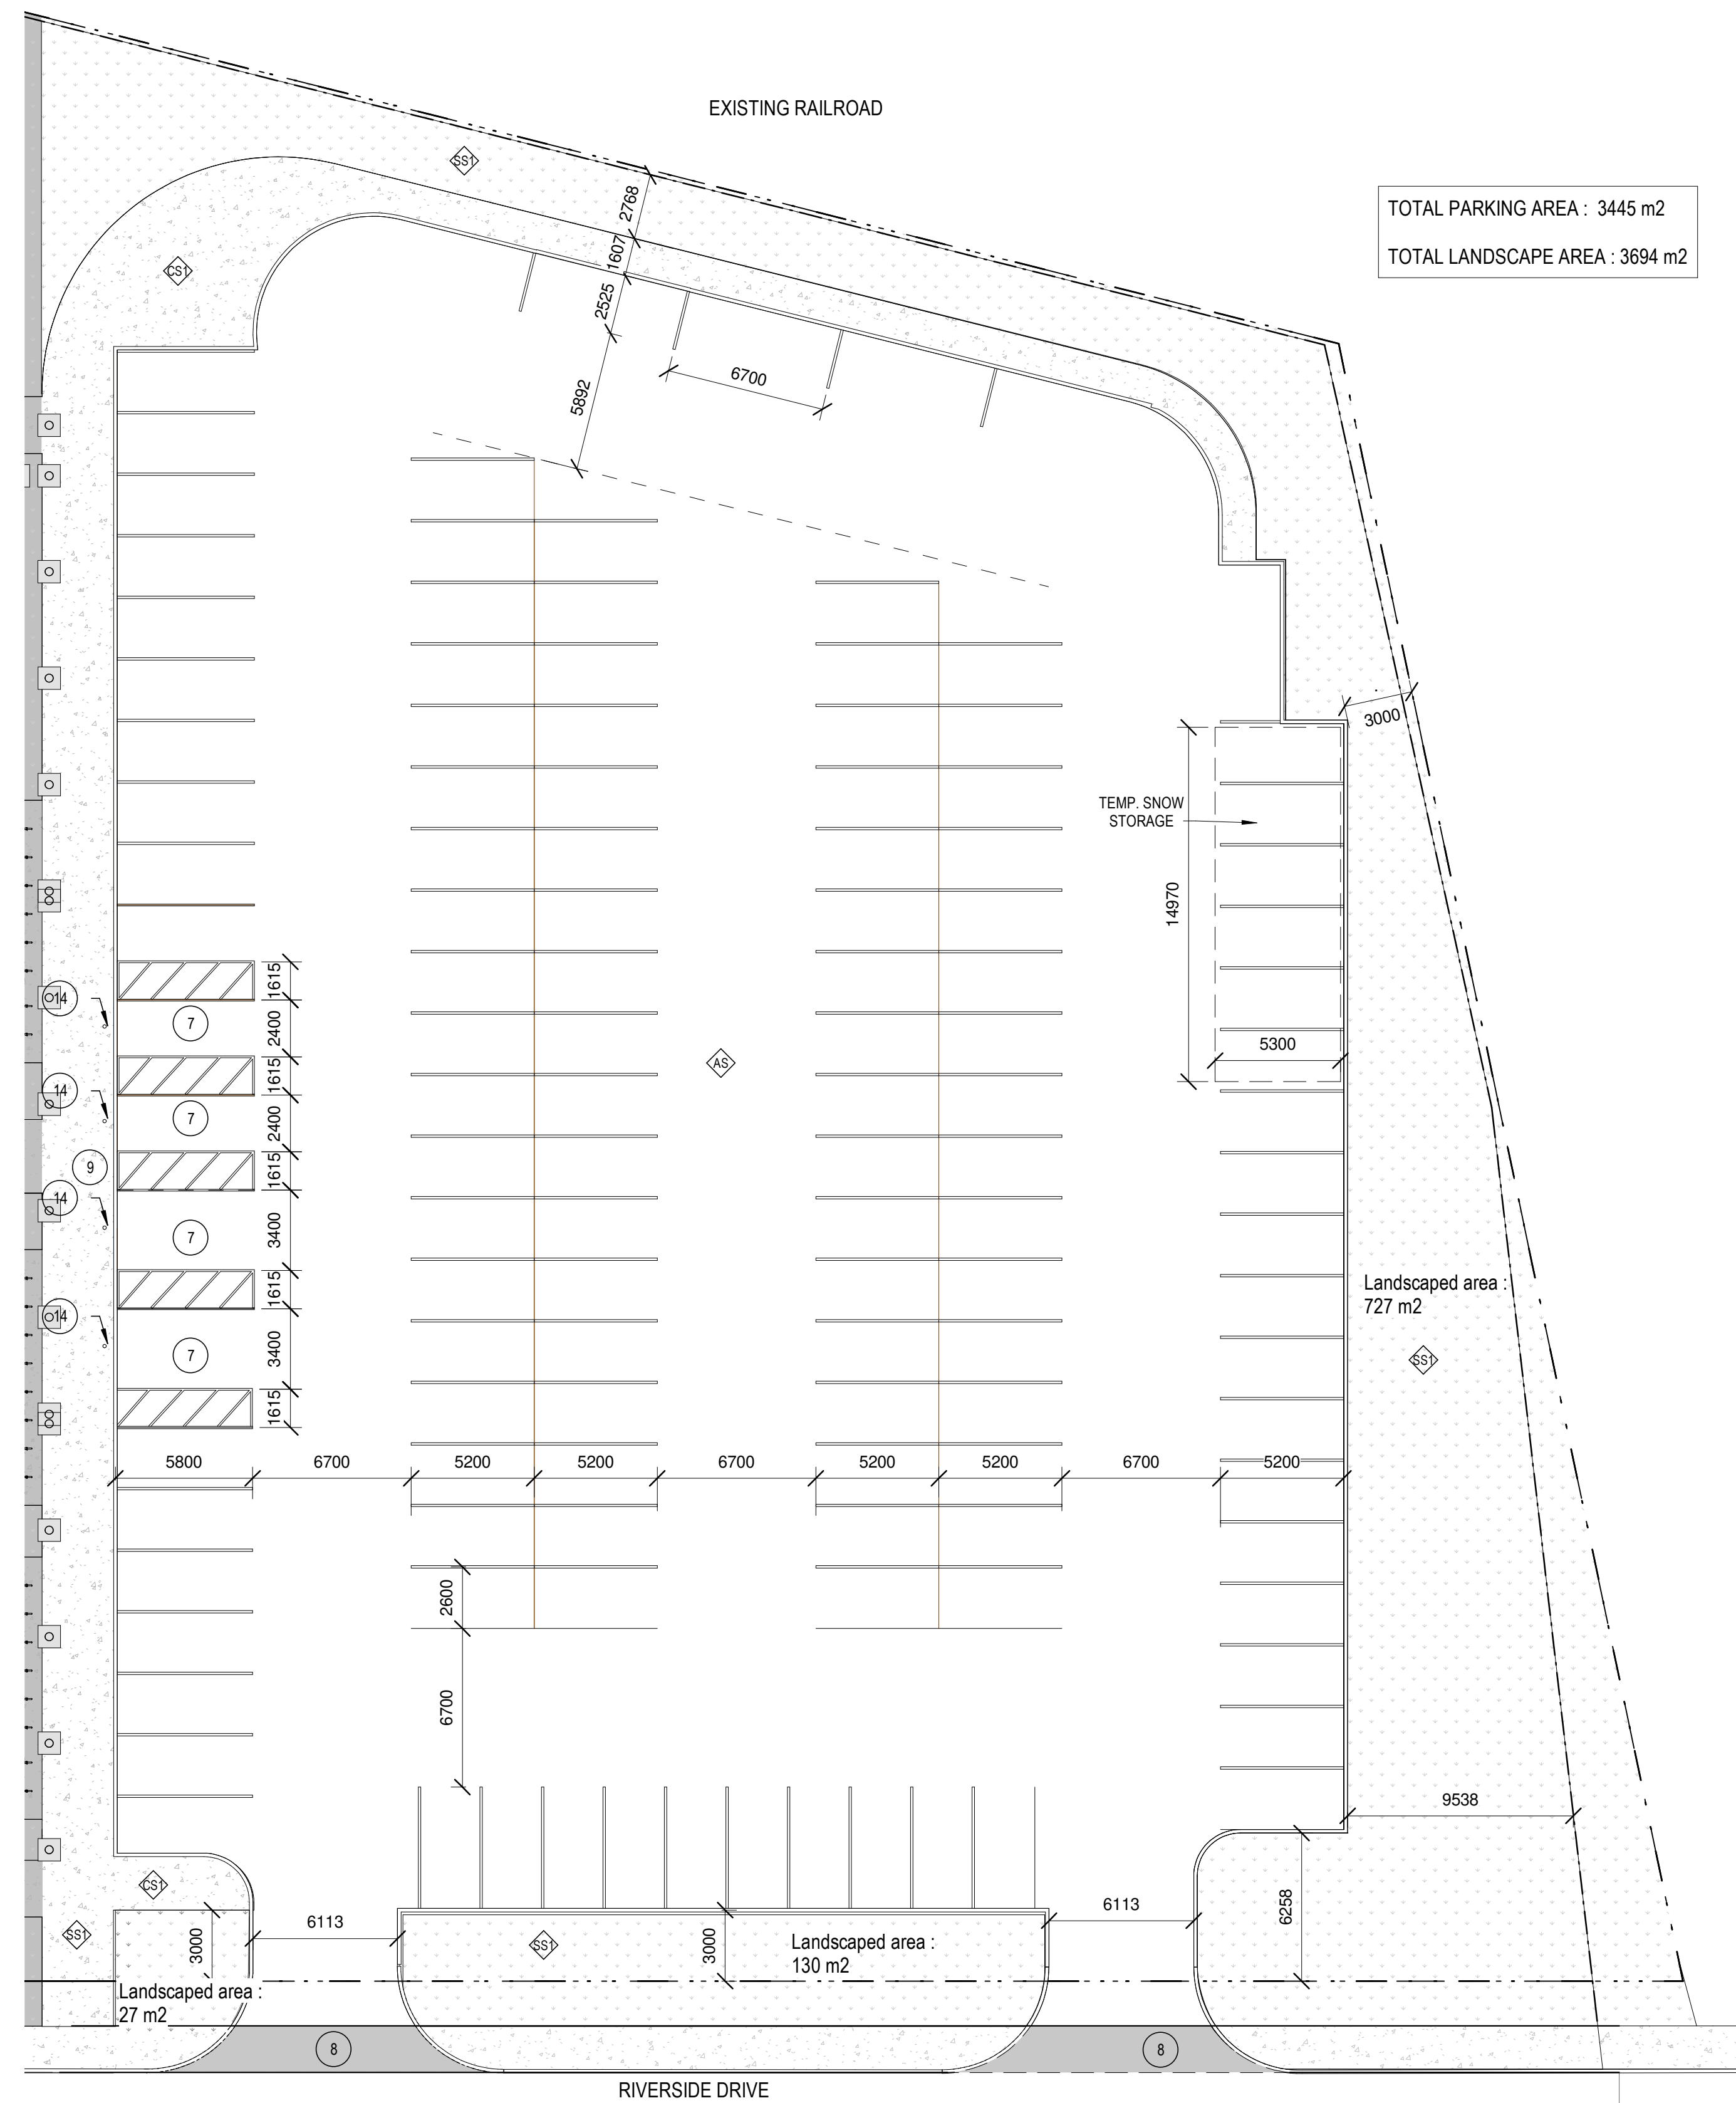 EXISTING RAILROAD
SS1
TOTAL PARKING AREA : 3445 m2
TOTAL LANDSCAPE AREA : 3694 m2
2768
CS1
1607
2525
6700
5892
3000
TEMP. SNOW
STORAGE
14970
1615
14
7
2400
5300
1615
AS
14
7
2400
9
1615
14
7
3400
1615
Landscaped area :
727 m2
14
7
3400
SS1
1615
5800
6700
5200
5200
6700
5200
5200
6700
5200
2600
6700
9538
CS1
6113
6113
6258
SS1
3000
SS1
3000
Landscaped area :
130 m2
Landscaped area :
27 m2
8
8
RIVERSIDE DRIVE